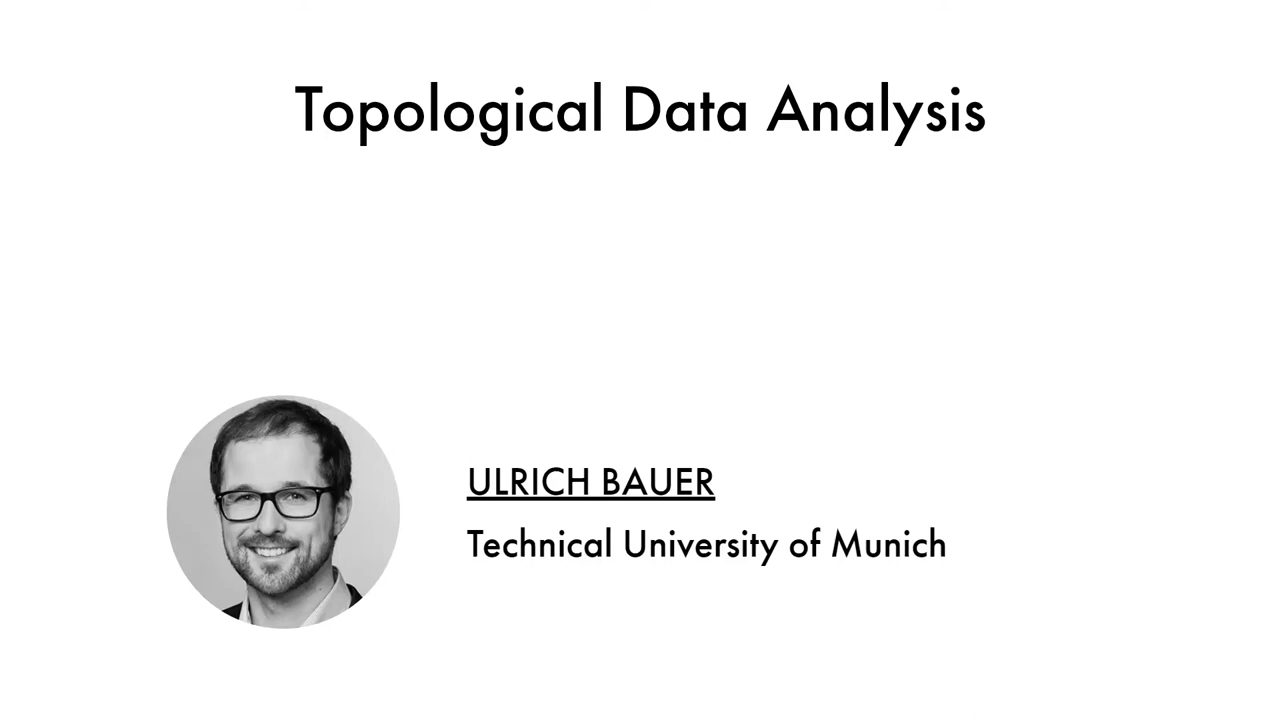 Topological Data Analysis
ULRICH BAUER
Technical University of Munich